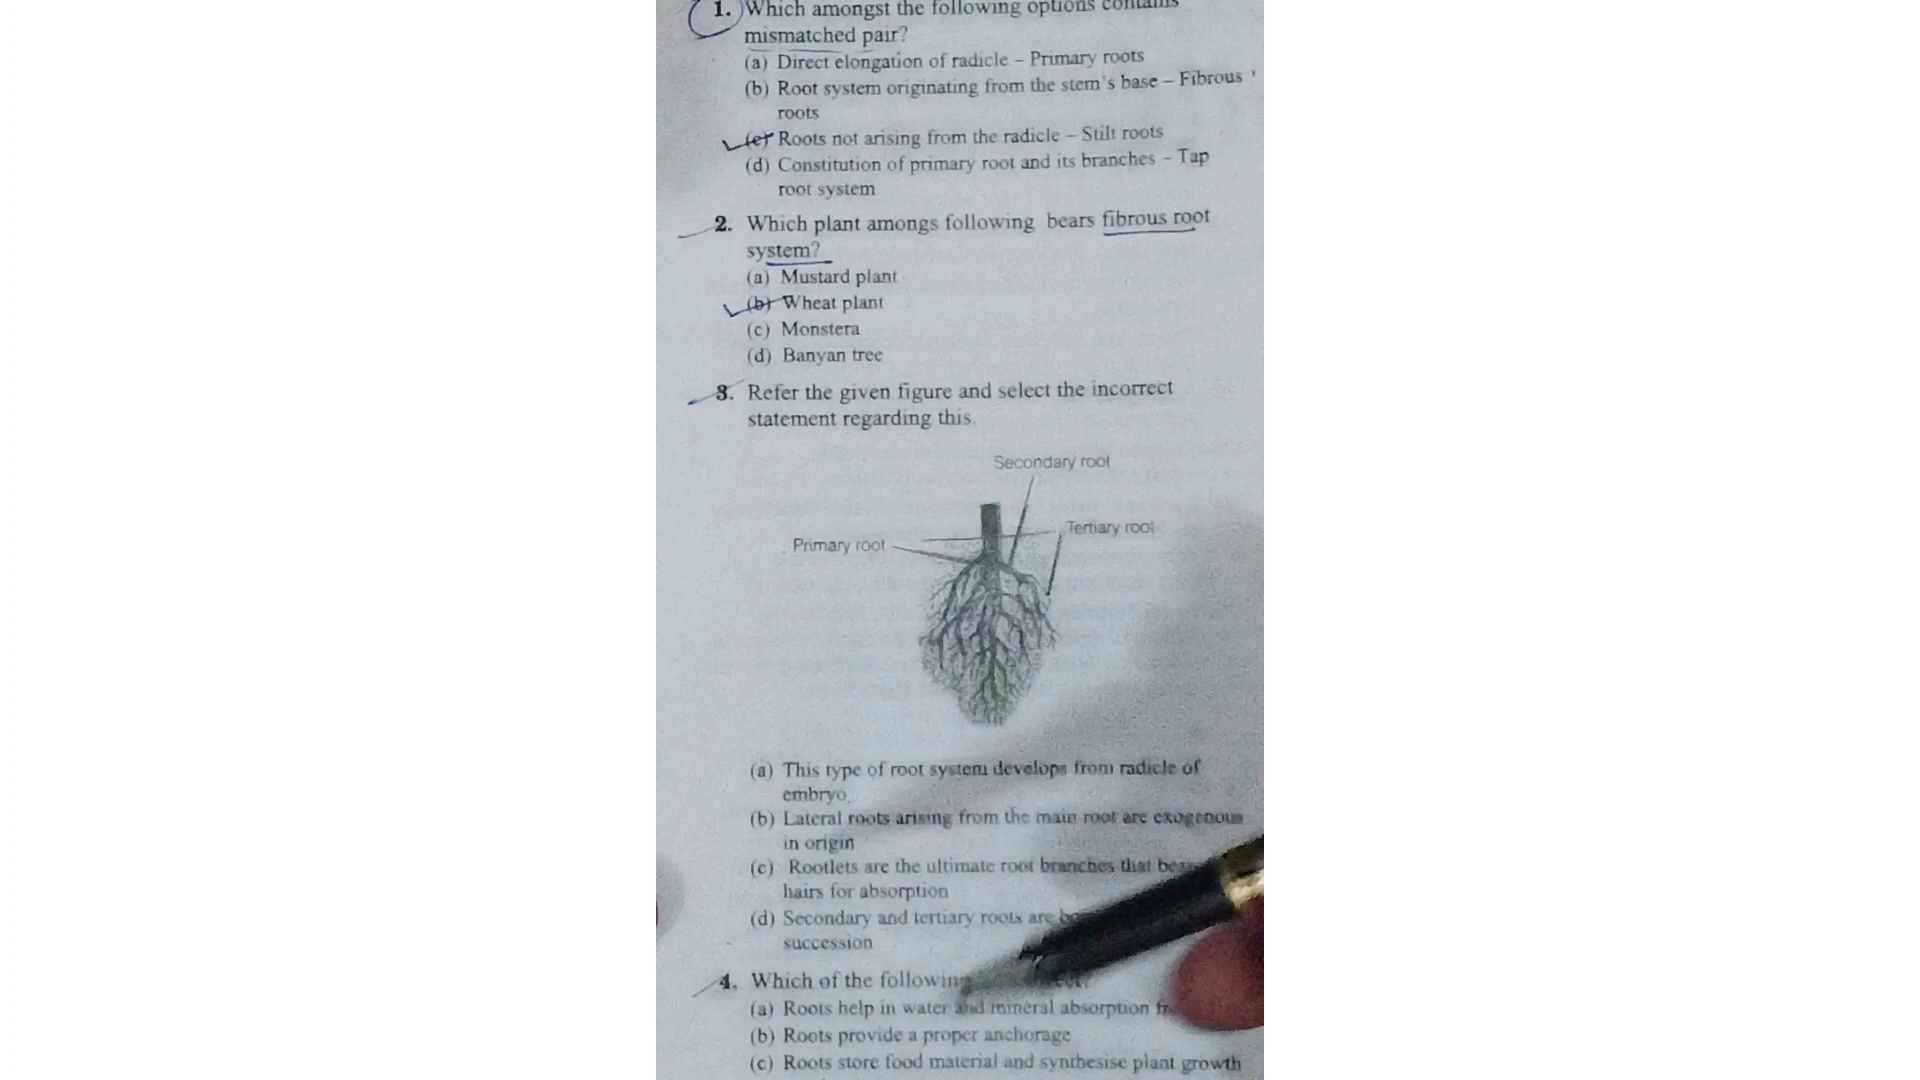 1. Which amongst the following options contains
mismatched pair?
(a) Direct elongation of radicle – Primary roots
(b) Root system originating from the stem's base – Fibrous
roots
(c) Roots not arising from the radicle – Stilt roots
(d) Constitution of primary root and its branches – Tap
root system
2. Which plant amongs following bears fibrous root
system?
(a) Mustard plant
(b) Wheat plant
(c) Monstera
(d) Banyan tree
3. Refer the given figure and select the incorrect
statement regarding this.
Secondary root
Tertiary root
Primary root
(a) This type of root system develops from radicle of
embryo.
(b) Lateral roots arising from the main root are exogenous
in origin
(c) Rootlets are the ultimate root branches that
hairs for absorption
(d) Secondary and tertiary roots are
succession
4. Which of the following
(a) Roots help in water and mineral absorption
(b) Roots provide a proper anchorage
(c) Roots store food material and synthesise plant growth